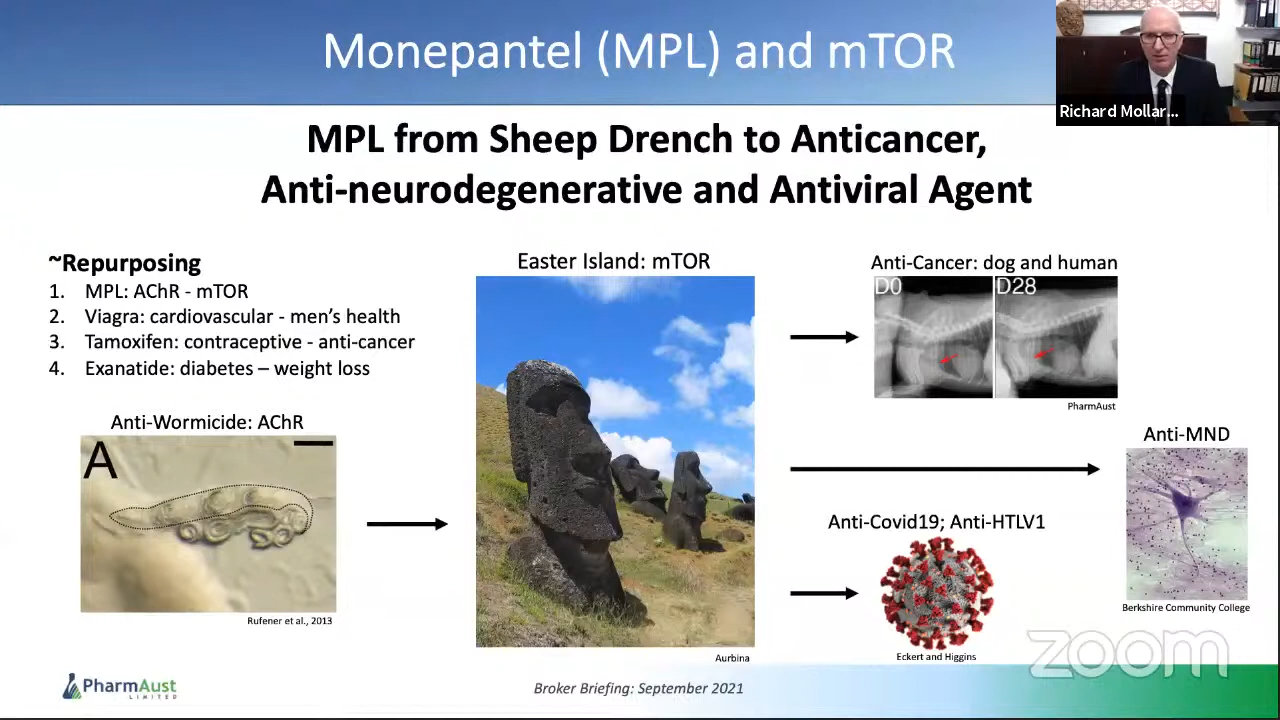 Monepantel (MPL) and mTOR
Richard Mollar...
MPL from Sheep Drench to Anticancer,
Anti-neurodegenerative and Antiviral Agent
~Repurposing
1. MPL: AChR - mTOR
2. Viagra: cardiovascular - men's health
3. Tamoxifen: contraceptive - anti-cancer
4. Exanatide: diabetes – weight loss
Anti-Wormicide: AChR
A
Rufener et al., 2013
Easter Island: mTOR
Aurbina
Anti-Cancer: dog and human
D0
D28
PharmAust
Anti-MND
Berkshire Community College
Anti-Covid19; Anti-HTLV1
Eckert and Higgins
zoom
PharmAust
LIMITED
Broker Briefing: September 2021